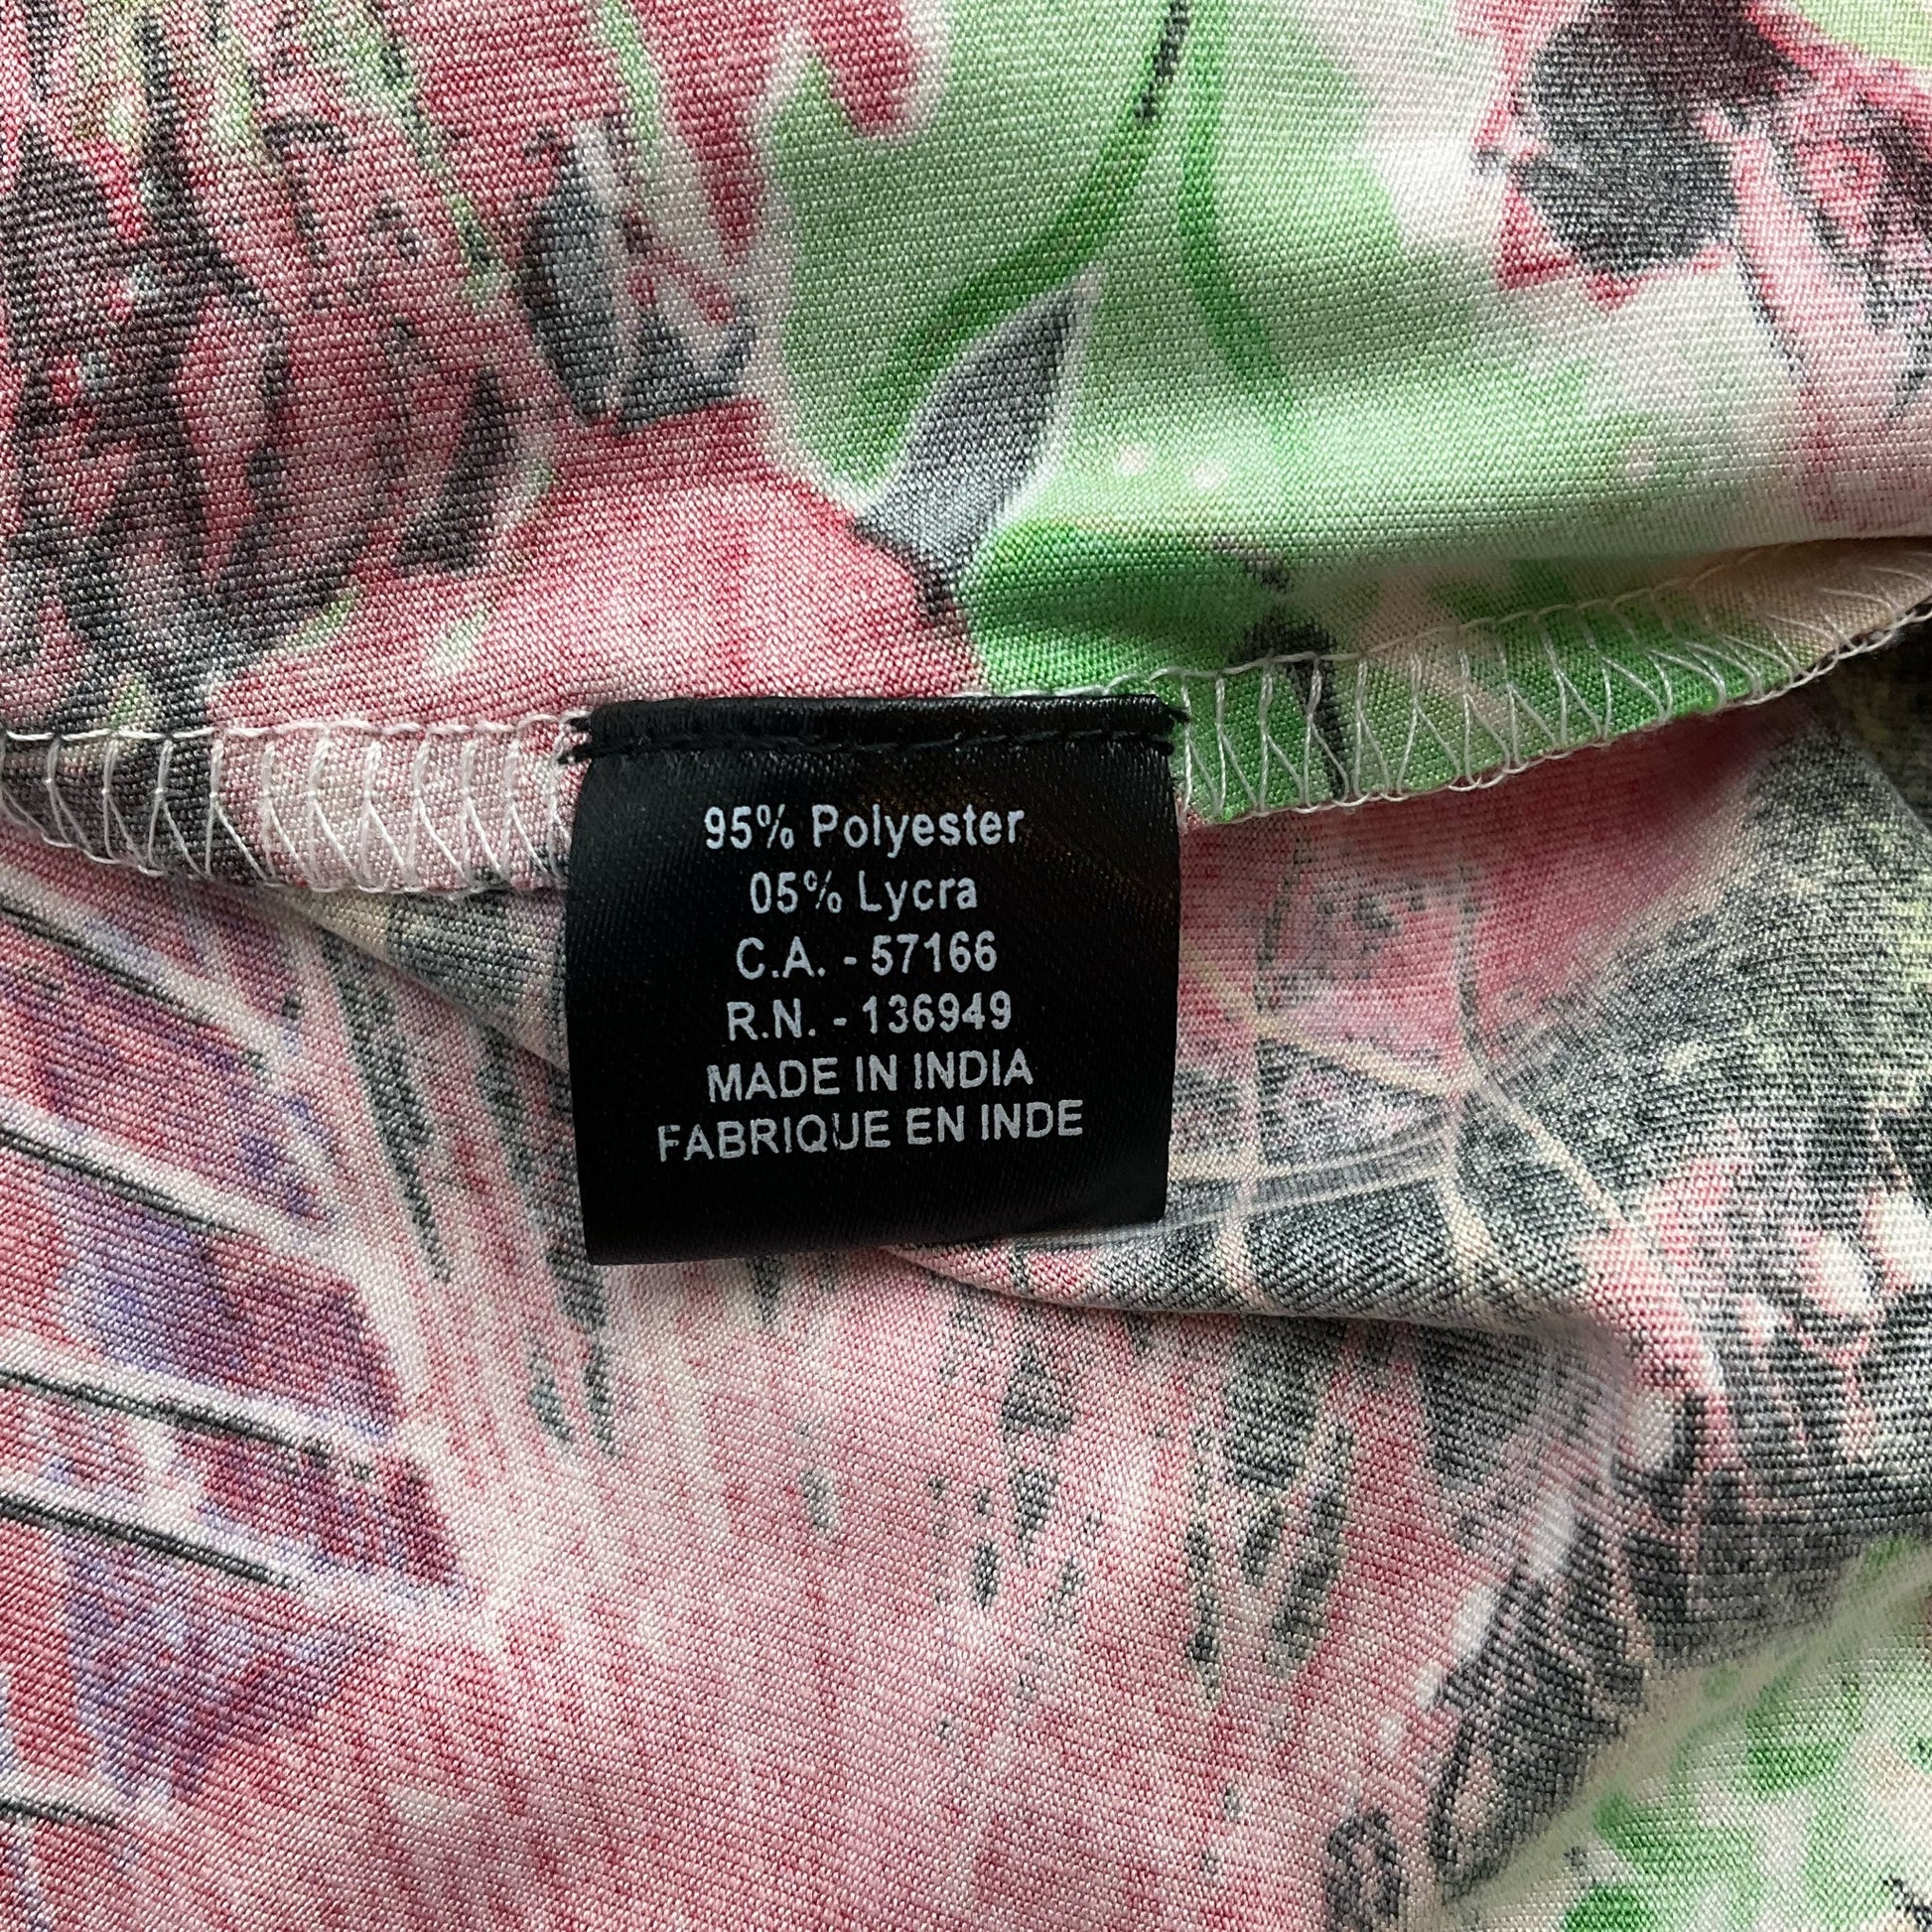 95% Polyester
05% Lycra
C.A. - 57166
R.N. - 136949
MADE IN INDIA
FABRIQUE EN INDE